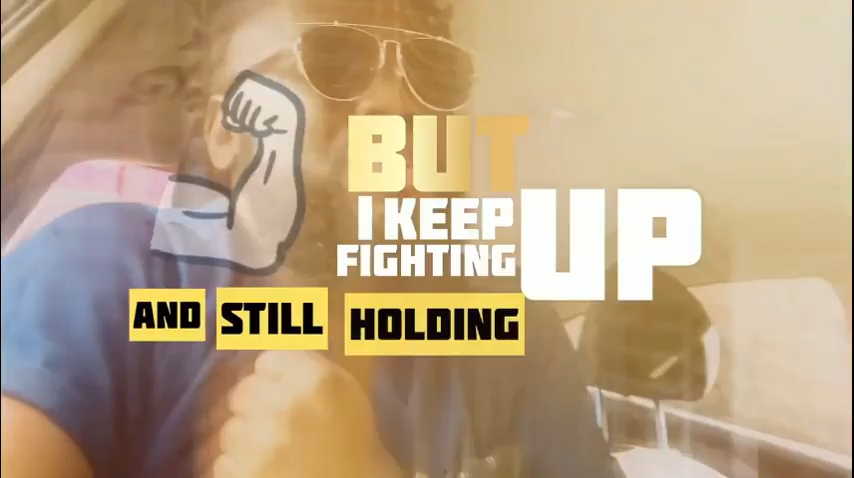 BUT
I KEEP
FIGHTING UP
AND STILL HOLDING